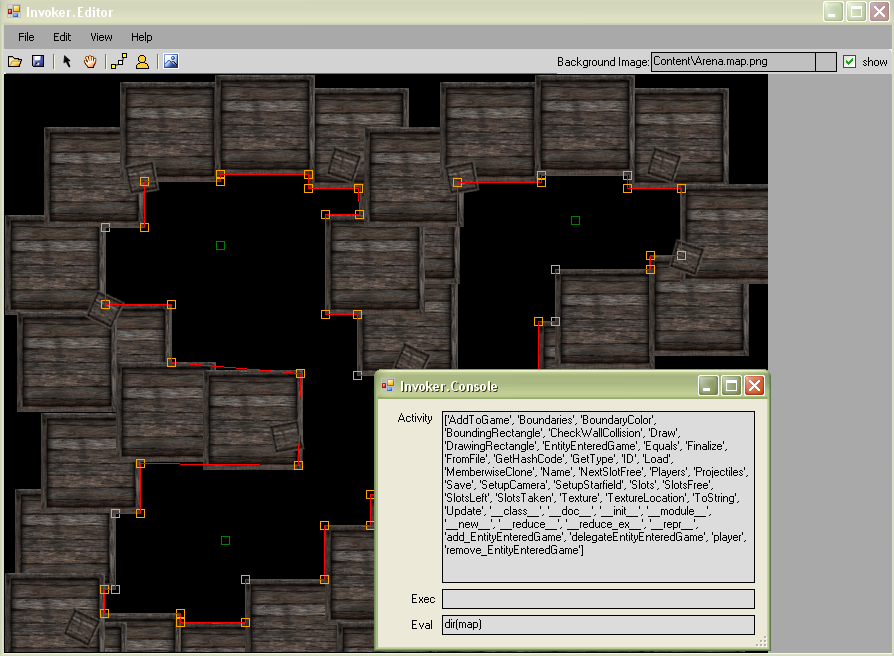 Invoker.Editor
File Edit View Help
Background Image: Content\Arena.map.png show
Invoker.Console
Activity
['AddToGame', 'Boundaries', 'BoundaryColor',
'BoundingRectangle', 'CheckWallCollision', 'Draw',
'DrawingRectangle', 'EntityEnteredGame', 'Equals', 'Finalize',
'FromFile', 'GetHashCode', 'GetType', 'ID', 'Load',
'MemberwiseClone', 'Name', 'NextSlotFree', 'Players', 'Projectiles',
'Save', 'SetupCamera', 'SetupStarfield', 'Slots', 'SlotsFree',
'SlotsLeft', 'SlotsTaken', 'Texture', 'TextureLocation', 'ToString',
'Update', '__class__', '__doc__', '__init__', '__module__',
'__new__', '__reduce__', '__reduce_ex__', '__repr__',
'add_EntityEnteredGame', 'delegateEntityEnteredGame', 'player',
'remove_EntityEnteredGame']
Exec
Eval dir(map)